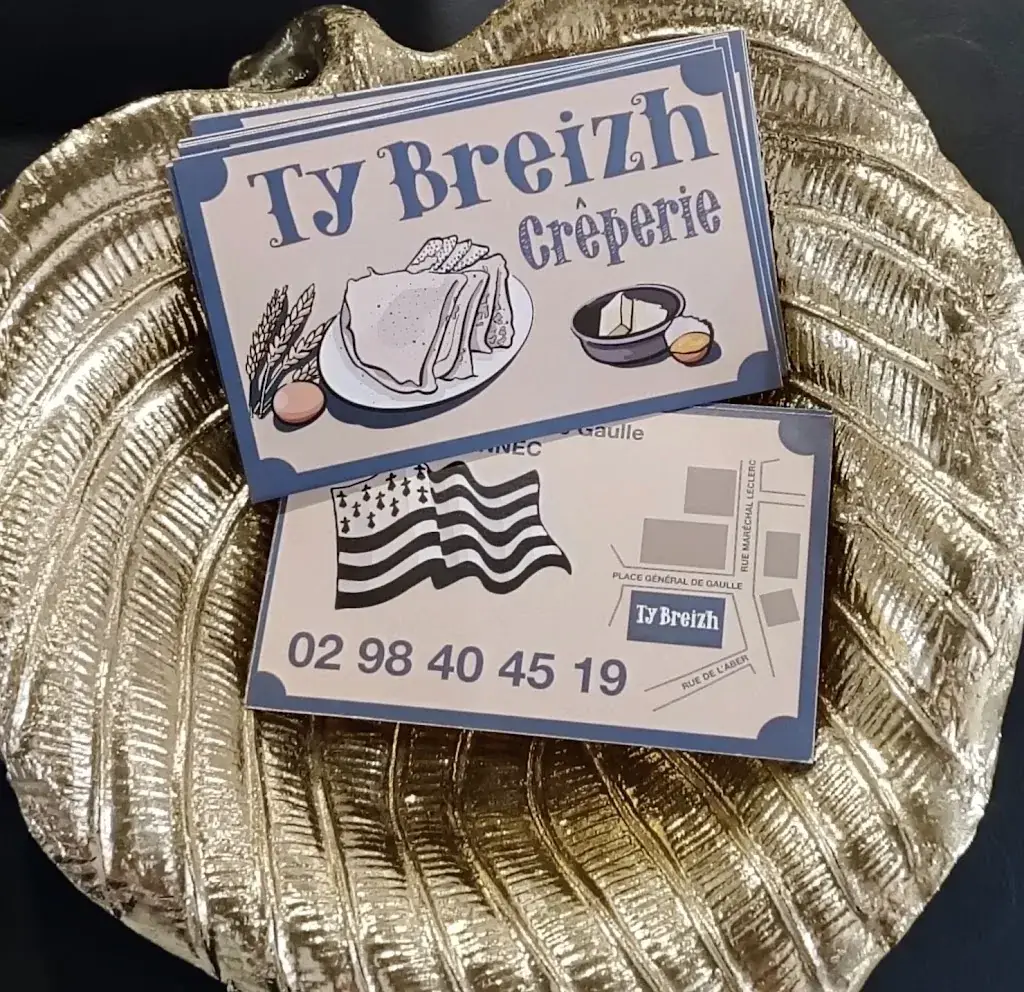 Ty Breizh
Crêperie
Gaulle
RUE MARÉCHAL LECLERC
PLACE GÉNÉRAL DE GAULLE
Ty Breizh
RUE DE L'ABER
02 98 40 45 19